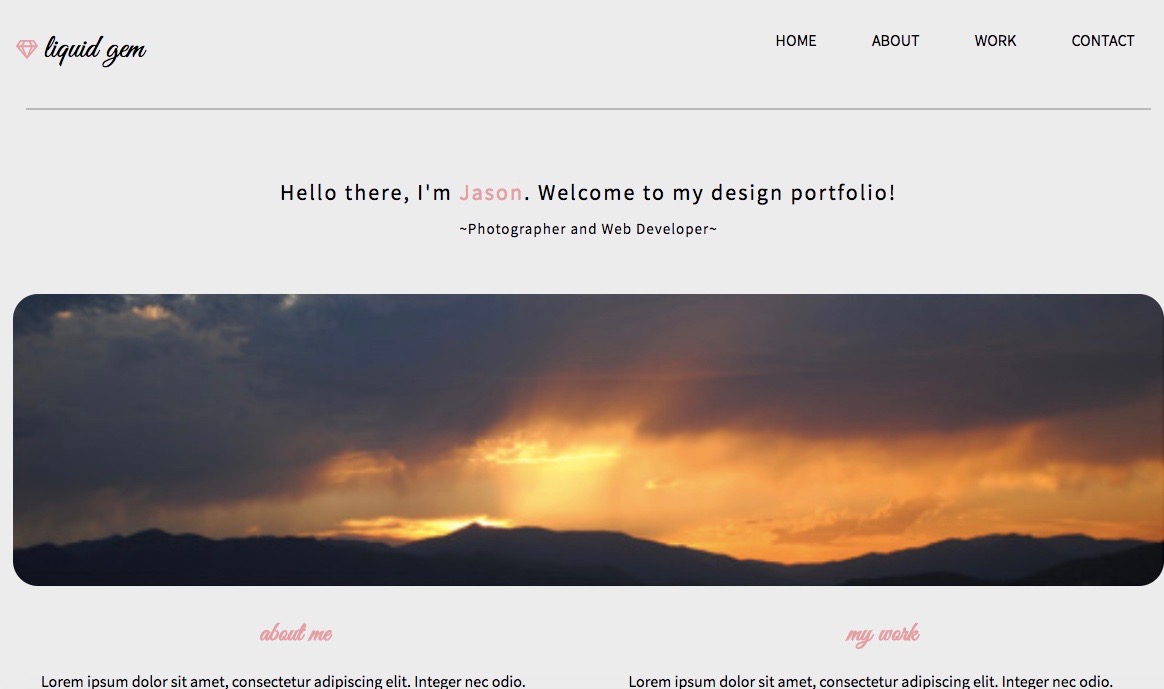 liquid gem
HOME ABOUT WORK CONTACT
Hello there, I'm Jason. Welcome to my design portfolio!
~Photographer and Web Developer~
about me
my work
Lorem ipsum dolor sit amet, consectetur adipiscing elit. Integer nec odio.
Lorem ipsum dolor sit amet, consectetur adipiscing elit. Integer nec odio.